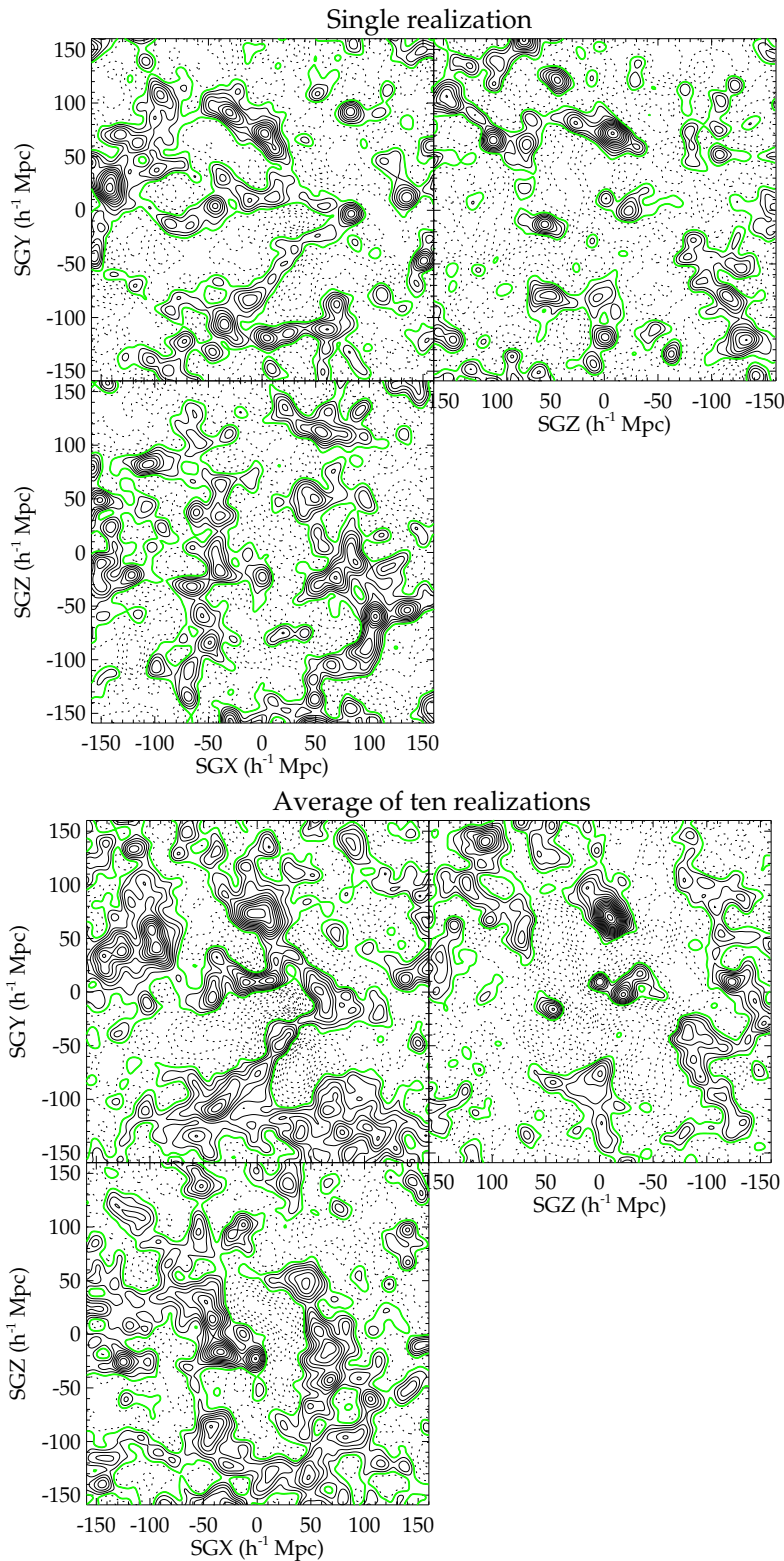 Single realization
150
100
50
0
-50
-100
-150
SGY (h-1 Mpc)
150 100 50 0 -50 -100 -150
SGZ (h-1 Mpc)
150
100
50
0
-50
-100
-150
SGZ (h-1 Mpc)
-150 -100 -50 0 50 100 150
SGX (h-1 Mpc)
Average of ten realizations
150
100
50
0
-50
-100
-150
SGY (h-1 Mpc)
150 100 50 0 -50 -100 -150
SGZ (h-1 Mpc)
150
100
50
0
-50
-100
-150
SGZ (h-1 Mpc)
-150 -100 -50 0 50 100 150
SGX (h-1 Mpc)